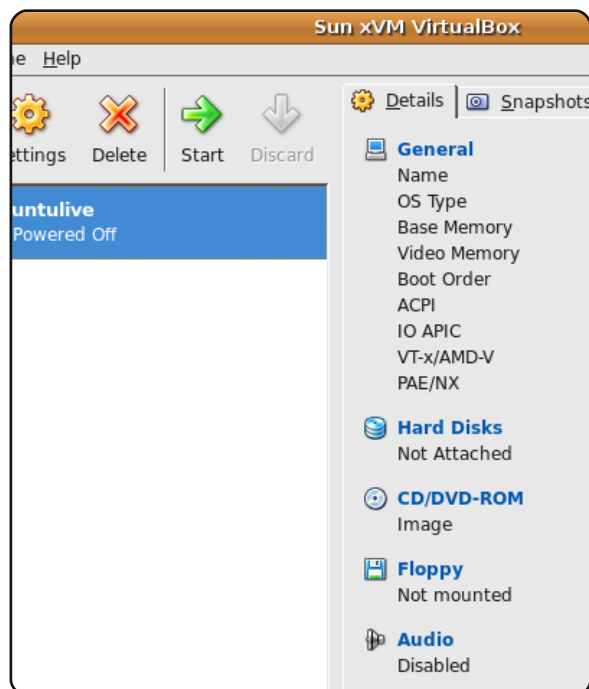 Sun xVM VirtualBox
ne Help
ettings Delete Start Discard
Details Snapshots
untulive
Powered Off
General
Name
OS Type
Base Memory
Video Memory
Boot Order
ACPI
IO APIC
VT-x/AMD-V
PAE/NX
Hard Disks
Not Attached
CD/DVD-ROM
Image
Floppy
Not mounted
Audio
Disabled